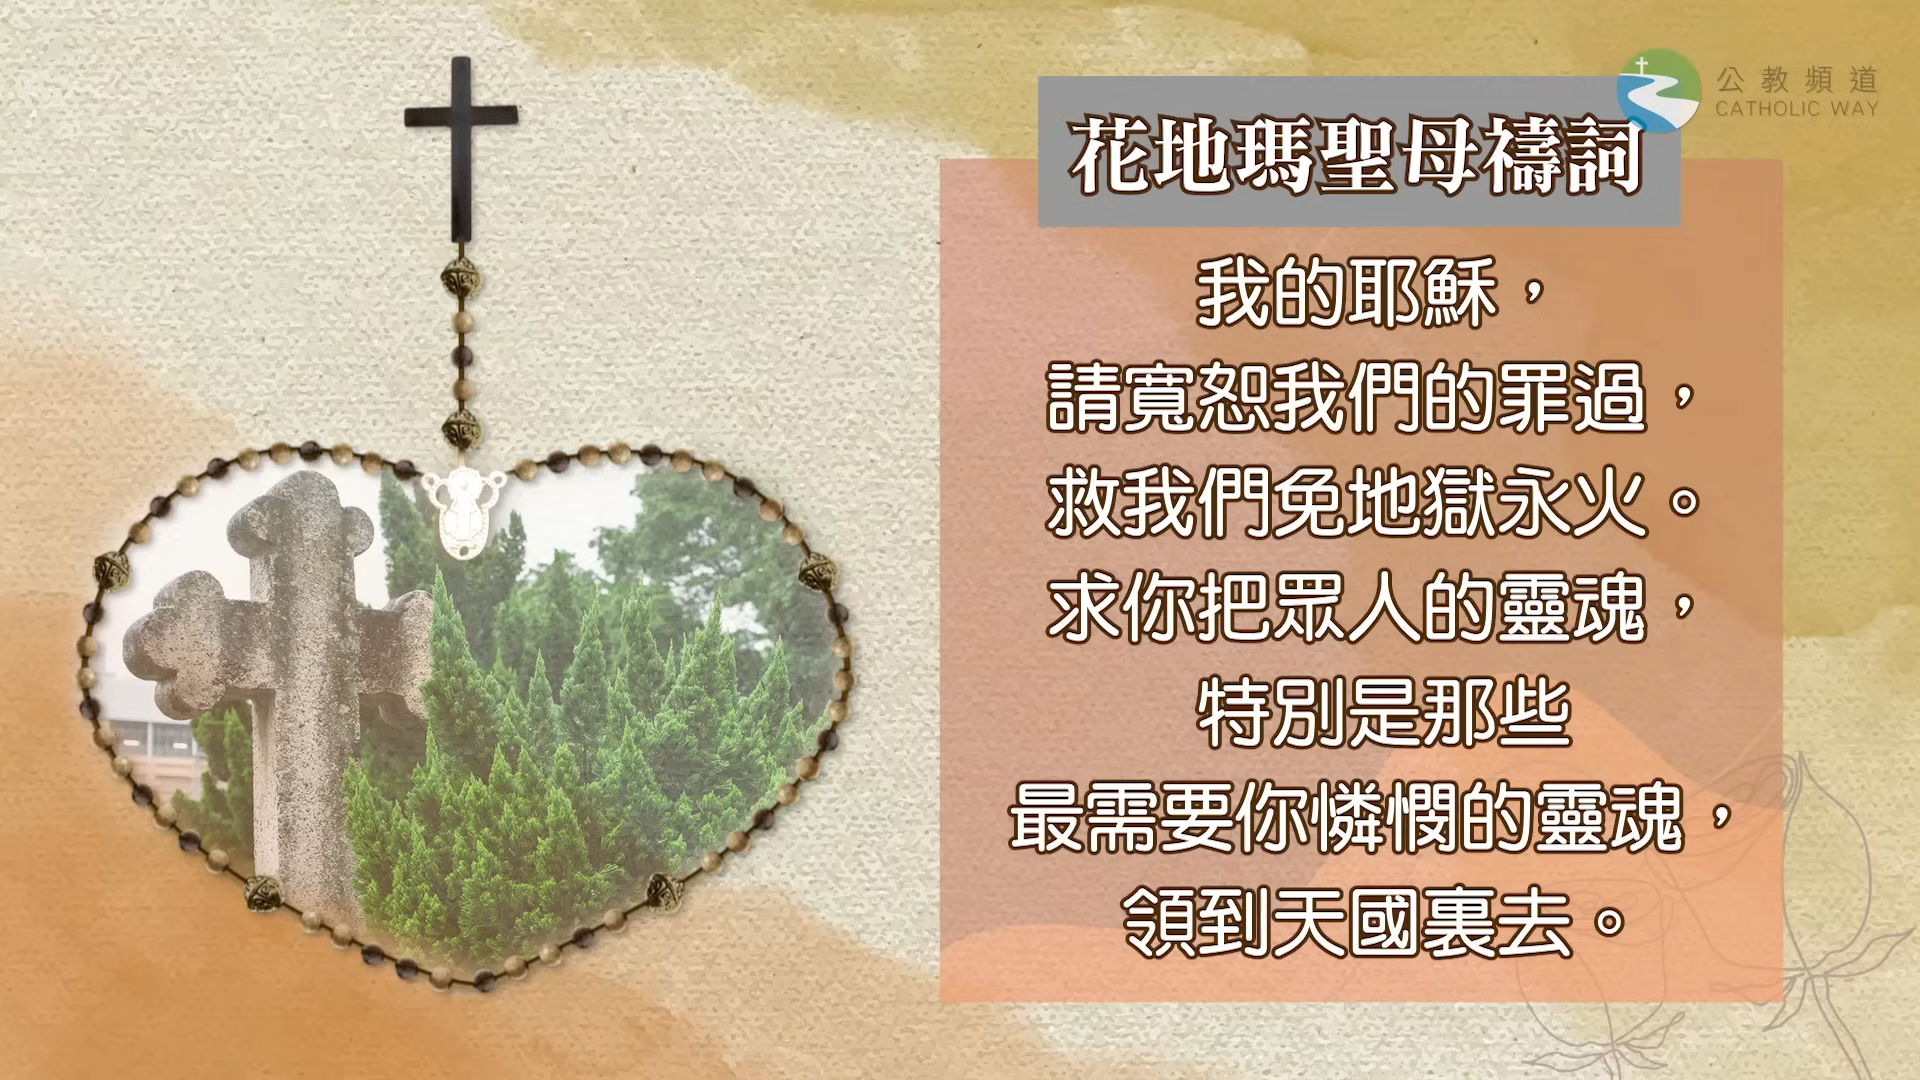 公教頻道
CATHOLIC WAY
花地瑪聖母禱詞
我的耶穌，
請寬恕我們的罪過，
救我們免地獄永火。
求你把眾人的靈魂，
特別是那些
最需要你憐憫的靈魂，
領到天國裏去。